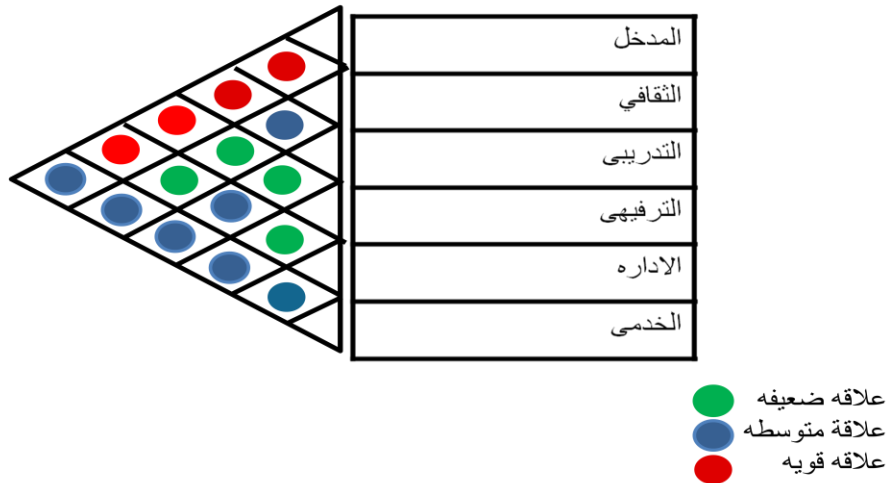 المدخل
الثقافي
التدريبى
الترفيهى
الاداره
الخدمى
علاقه ضعيفه
علاقة متوسطه
علاقه قويه